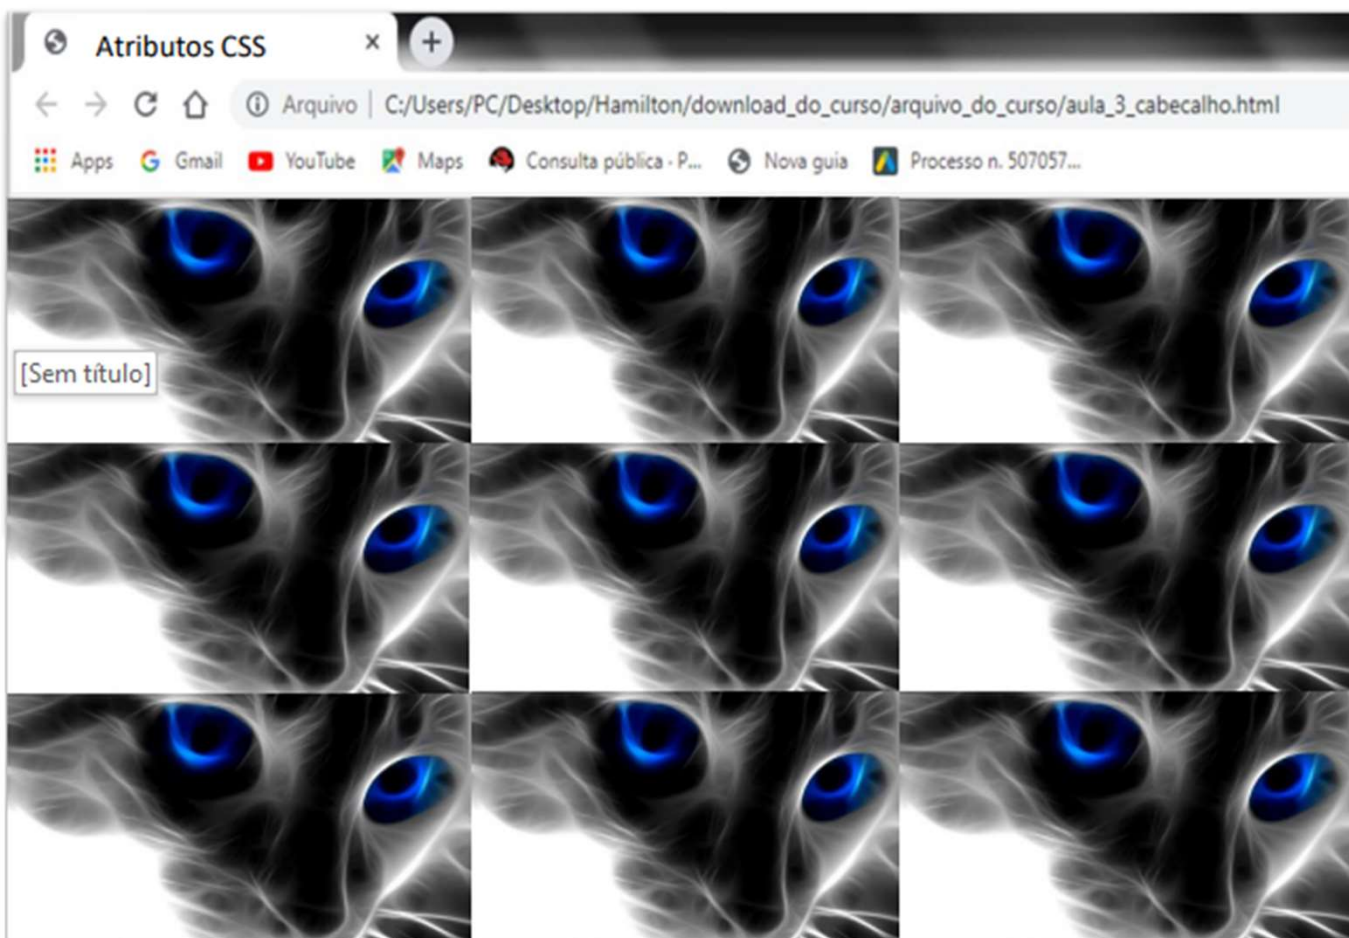 Atributos CSS
Arquivo | C:/Users/PC/Desktop/Hamilton/download_do_curso/arquivo_do_curso/aula_3_cabecalho.html
Apps Gmail YouTube Maps Consulta pública · P... Nova guia Processo n. 507057...
[Sem título]